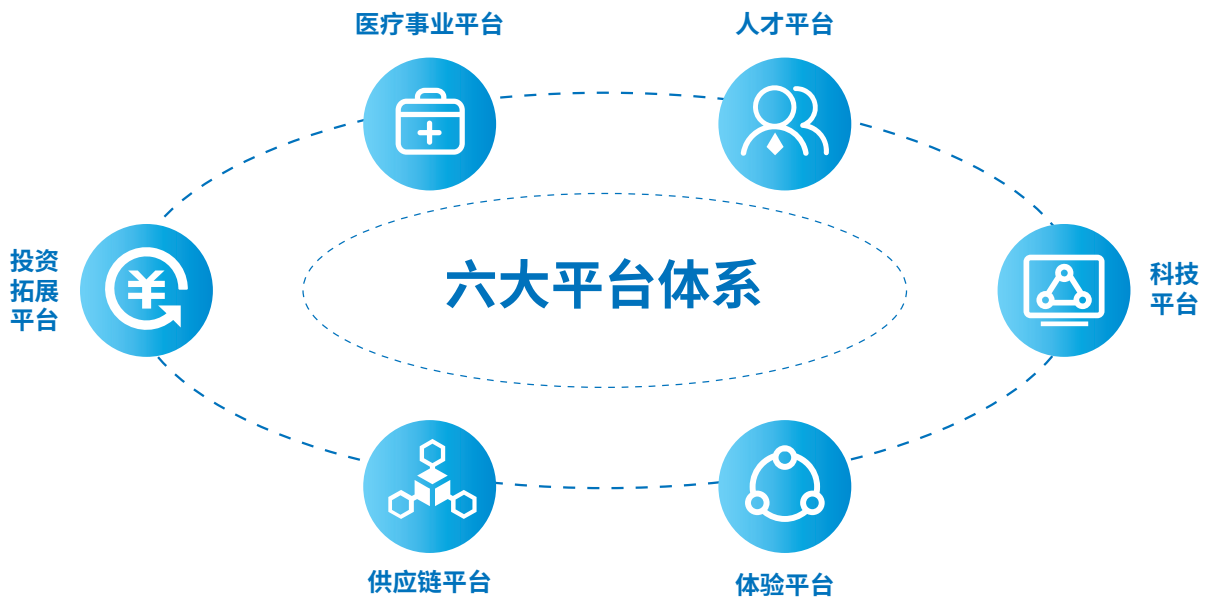 医疗事业平台
人才平台
投资
拓展
平台
六大平台体系
科技
平台
供应链平台
体验平台